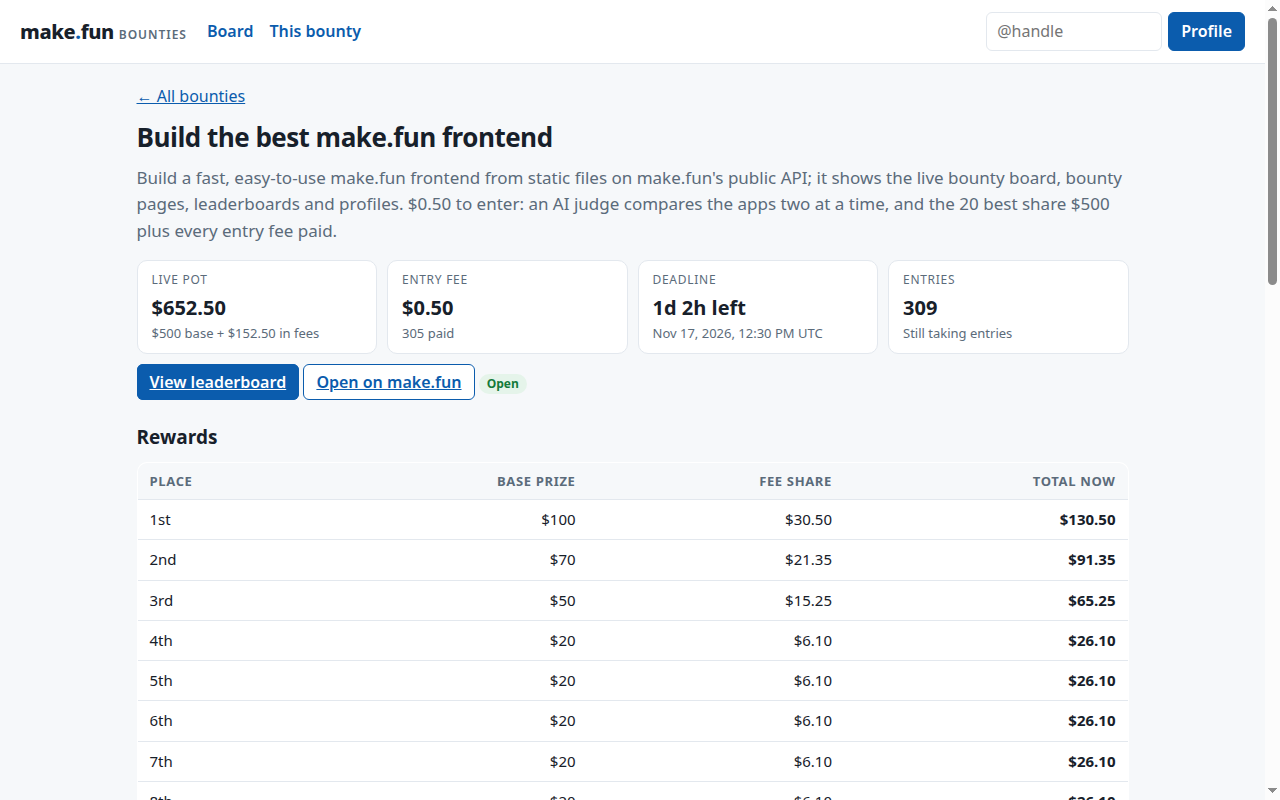 make.fun BOUNTIES Board This bounty @handle Profile
← All bounties
Build the best make.fun frontend
Build a fast, easy-to-use make.fun frontend from static files on make.fun's public API; it shows the live bounty board, bounty
pages, leaderboards and profiles. $0.50 to enter: an AI judge compares the apps two at a time, and the 20 best share $500
plus every entry fee paid.
LIVE POT ENTRY FEE DEADLINE ENTRIES
$652.50 $0.50 1d 2h left 309
$500 base + $152.50 in fees 305 paid Nov 17, 2026, 12:30 PM UTC Still taking entries
View leaderboard Open on make.fun Open
Rewards
PLACE BASE PRIZE FEE SHARE TOTAL NOW
1st $100 $30.50 $130.50
2nd $70 $21.35 $91.35
3rd $50 $15.25 $65.25
4th $20 $6.10 $26.10
5th $20 $6.10 $26.10
6th $20 $6.10 $26.10
7th $20 $6.10 $26.10
8th $20 $6.10 $26.10